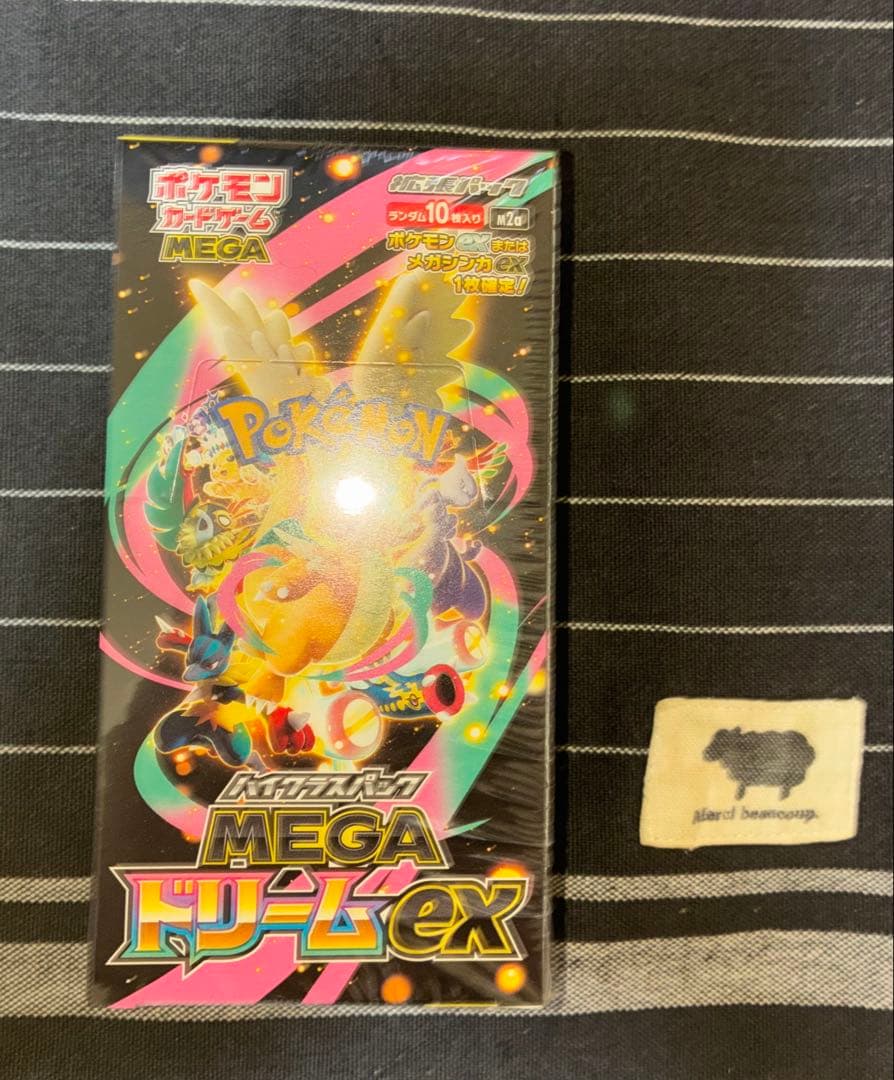 ポケモン
カードゲーム
MEGA
拡張パック
ランダム10枚入り M2a
ポケモンexまたは
メガシンカex
1枚確定!
POKÉMON
ハイクラスパック
MEGA
ドリームex
Merci beaucoup.